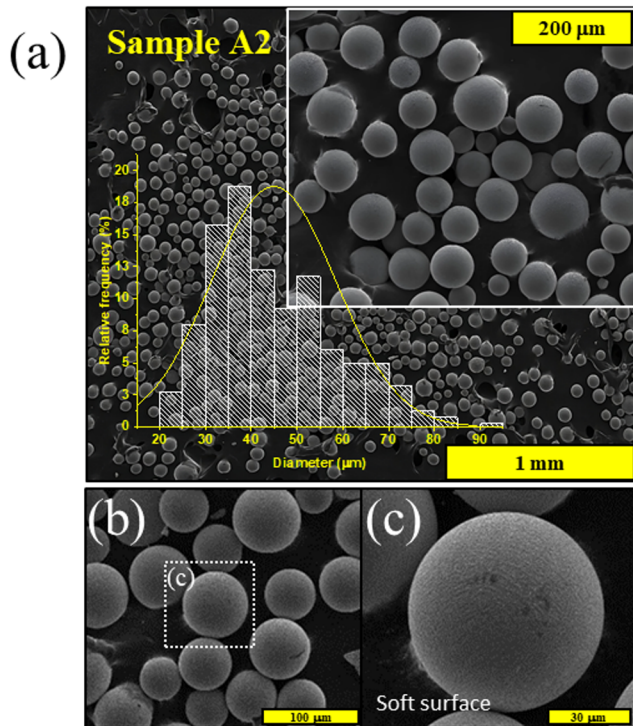 (a)
Sample A2
200 µm
Relative frequency (%)
20
18
15
13
10
8
5
3
0
20 30 40 50 60 70 80 90
Diameter (µm)
1 mm
(b)
(c)
100 µm
(c)
Soft surface
30 µm